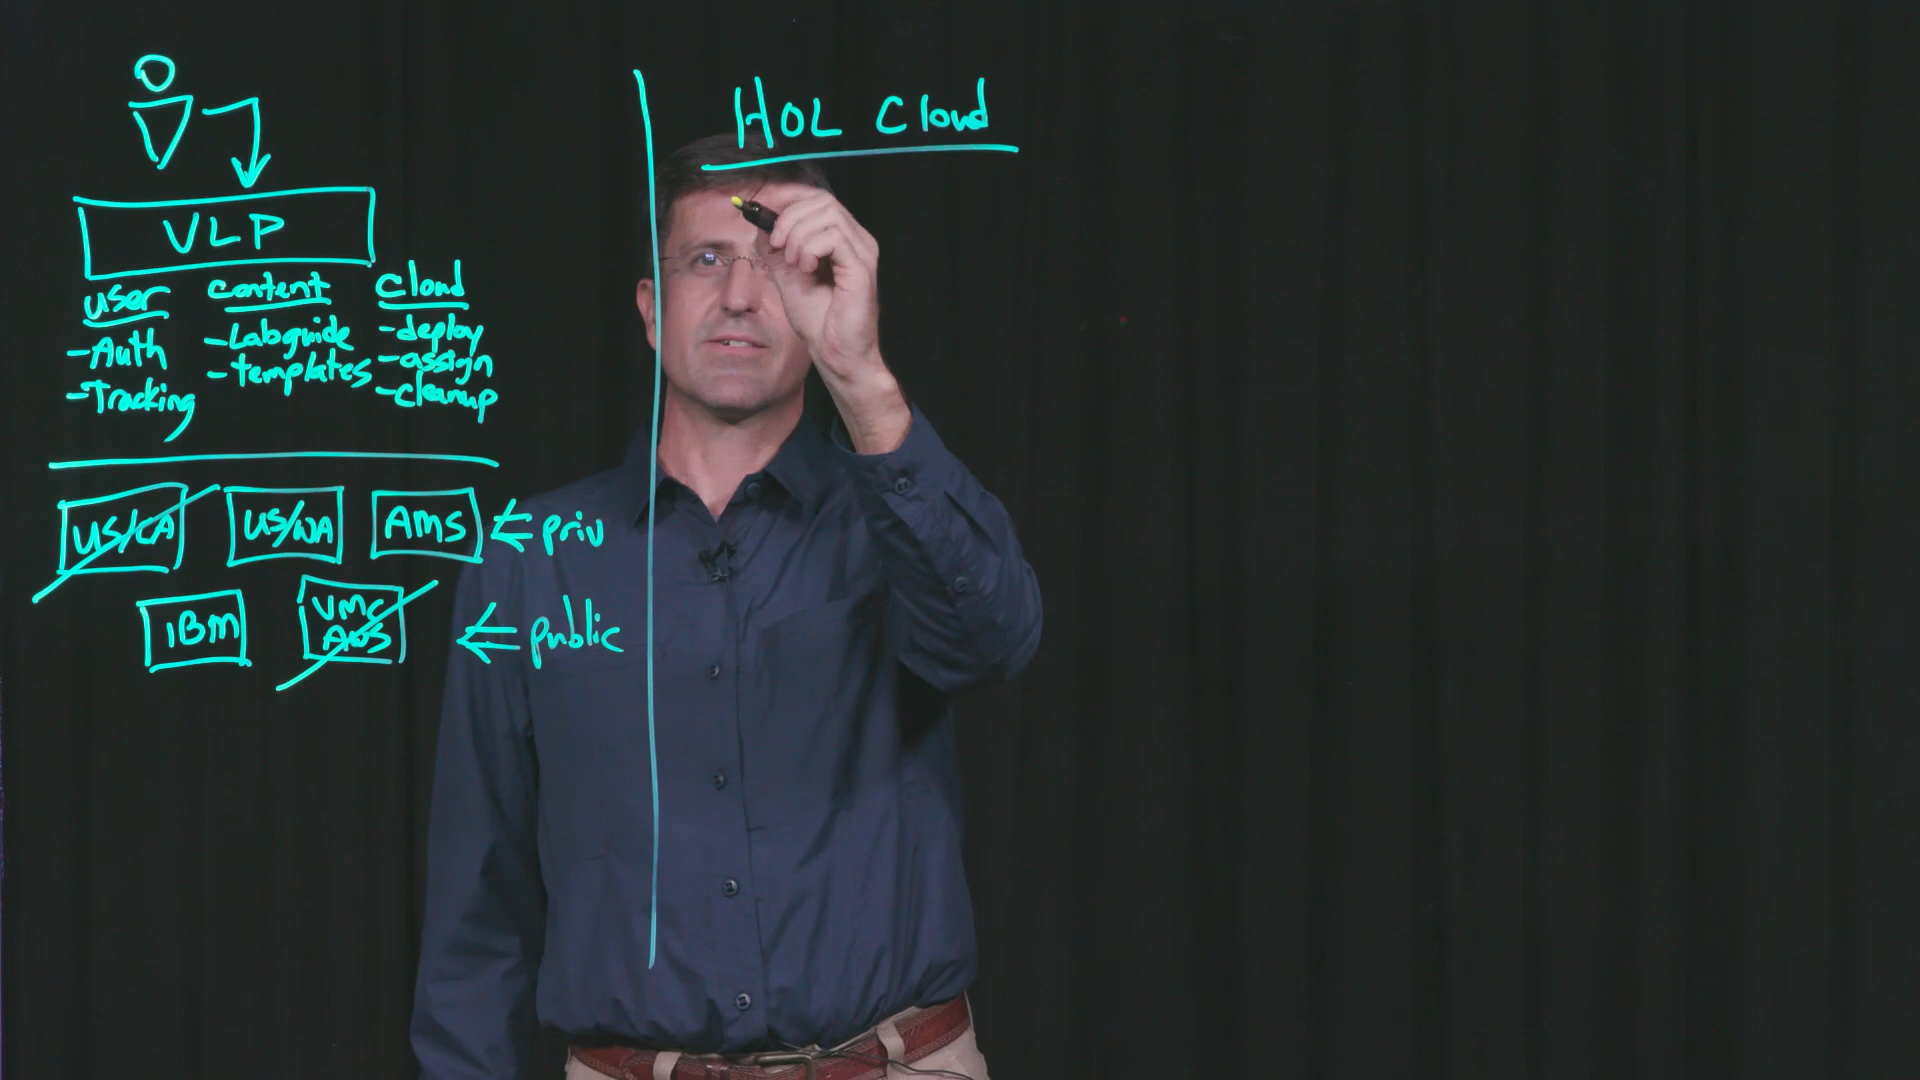 VLP
user
-Auth
-Tracking
content
-Labguide
-templates
cloud
-deploy
-assign
-cleanup
US/CA
US/WA
AMS
← priv
IBM
VMC
AWS
← public
HOL Cloud